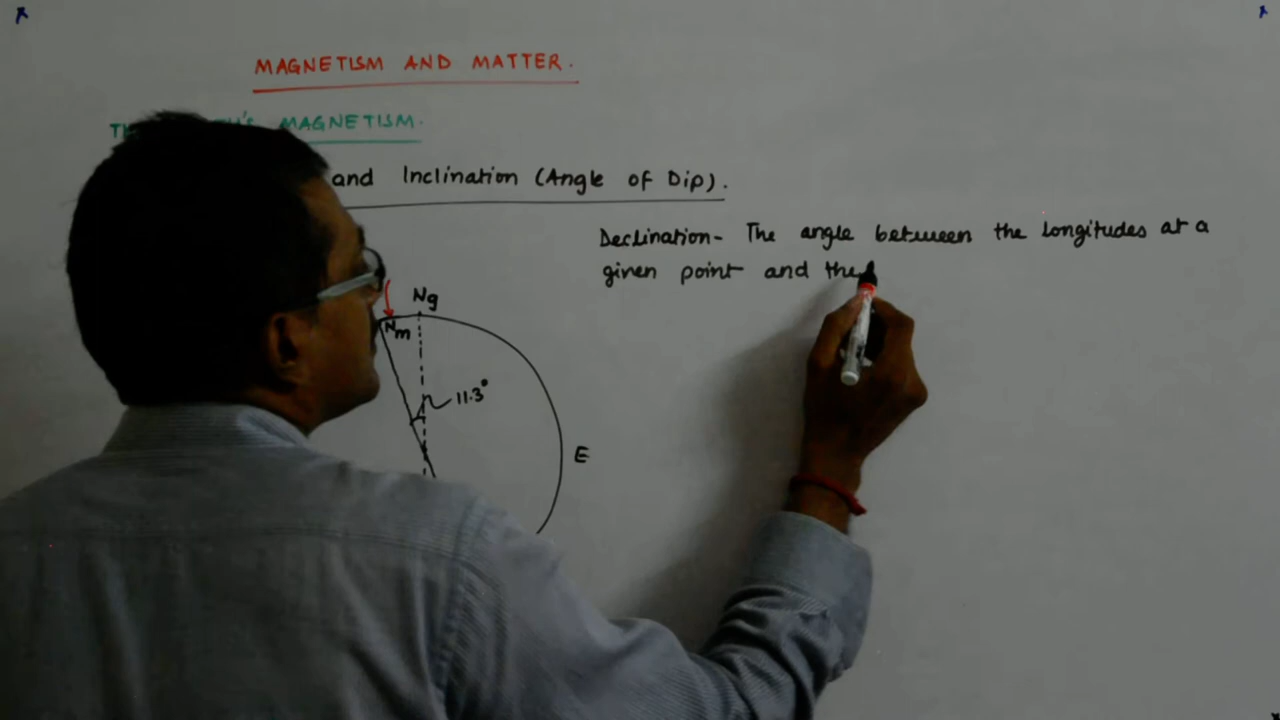 MAGNETISM AND MATTER.
MAGNETISM.
and Inclination (Angle of Dip).
Declination- The angle between the longitudes at a
given point and the
Ng
Nm
11.3°
E